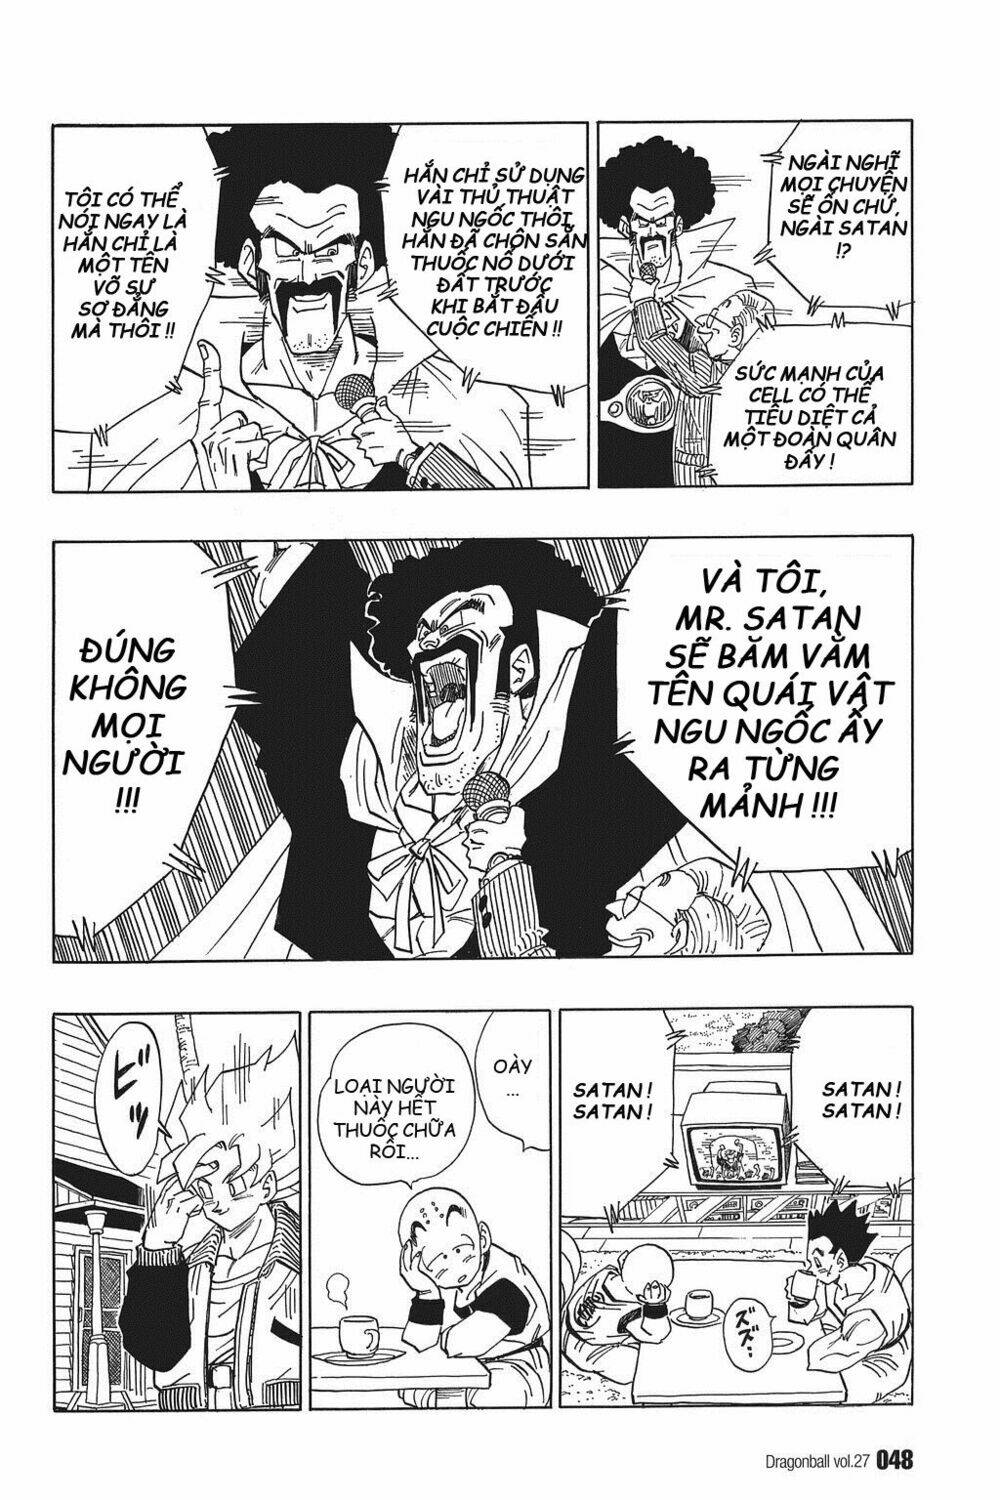 NGÀI NGHĨ
MỌI CHUYỆN
SẼ ỔN CHỨ,
NGÀI SATAN
!?
SỨC MẠNH CỦA
CELL CÓ THỂ
TIÊU DIỆT CẢ
MỘT ĐOÀN QUÂN
ĐẤY !
HẮN CHỈ SỬ DỤNG
VÀI THỦ THUẬT
NGU NGỐC THÔI,
HẮN ĐÃ CHÔN SẴN
THUỐC NỔ DƯỚI
ĐẤT TRƯỚC
KHI BẮT ĐẦU
CUỘC CHIẾN !!
TÔI CÓ THỂ
NÓI NGAY LÀ
HẮN CHỈ LÀ
MỘT TÊN
VÕ SƯ
SƠ ĐẲNG
MÀ THÔI !!
VÀ TÔI,
MR. SATAN
SẼ BĂM VẰM
TÊN QUÁI VẬT
NGU NGỐC ẤY
RA TỪNG
MẢNH !!!
ĐÚNG
KHÔNG
MỌI
NGƯỜI
!!!
SATAN !
SATAN !
SATAN !
SATAN !
ズズ…
OÀY
...
LOẠI NGƯỜI
NÀY HẾT
THUỐC CHỮA
RỒI...
ピッ
Dragonball vol.27 048